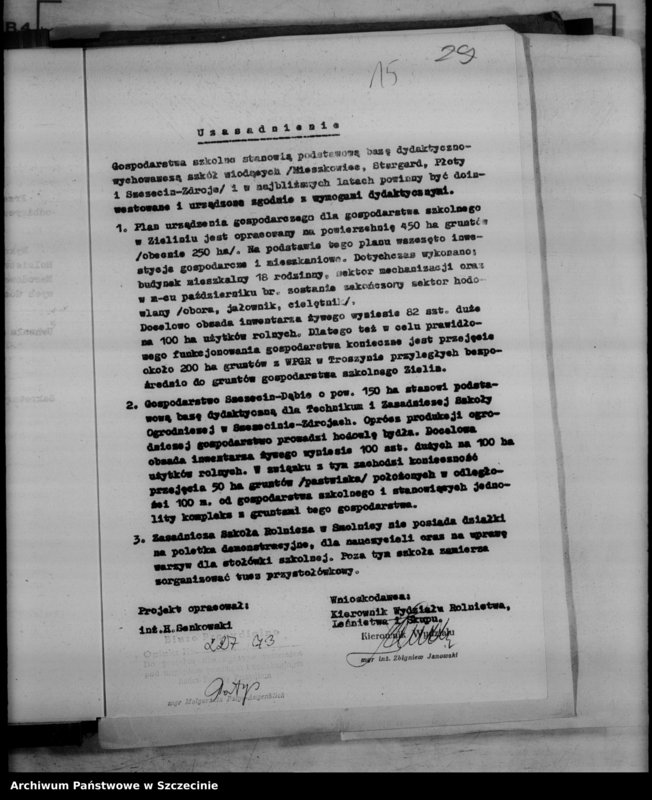 15 29
Uzasadnienie
Gospodarstwa szkolne stanowią podstawową bazę dydaktyczno-
wychowawczą szkół wiodących /Mieszkowice, Stargard, Płoty
i Szczecin-Zdroje/ i w najbliższych latach powinny być doin-
westowane i urządzone zgodnie z wymogami dydaktycznymi.
1. Plan urządzenia gospodarczego dla gospodarstwa szkolnego
w Zieliniu jest opracowany na powierzchnię 450 ha gruntów
/obecnie 250 ha/. Na podstawie tego planu wszczęto inwe-
stycje gospodarcze i mieszkaniowe. Dotychczas wykonano:
budynek mieszkalny 18 rodzinny, sektor mechanizacji oraz
w m-cu październiku br. zostanie zakończony sektor hodo-
wlany /obora, jałownik, cielętnik/.
Docelowo obsada inwentarza żywego wyniesie 82 szt. duże
na 100 ha użytków rolnych. Dlatego też w celu prawidło-
wego funkcjonowania gospodarstwa konieczne jest przejęcie
około 200 ha gruntów z WPGR w Troszynie przyległych bezpo-
średnio do gruntów gospodarstwa szkolnego Zielin.
2. Gospodarstwo Szczecin-Dąbie o pow. 150 ha stanowi podsta-
wową bazę dydaktyczną dla Technikum i Zasadniczej Szkoły
Ogrodniczej w Szczecinie-Zdrojach. Oprócz produkcji ogro-
dniczej gospodarstwo prowadzi hodowlę bydła. Docelowa
obsada inwentarza żywego wyniesie 100 szt. dużych na 100 ha
użytków rolnych. W związku z tym zachodzi konieczność
przejęcia 50 ha gruntów /pastwiska/ położonych w odległo-
ści 100 m. od gospodarstwa szkolnego i stanowiących jedno-
lity kompleks z gruntami tego gospodarstwa.
3. Zasadnicza Szkoła Rolnicza w Smolnicy nie posiada działki
na poletka demonstracyjne, dla nauczycieli oraz na uprawę
warzyw dla stołówki szkolnej. Poza tym szkoła zamierza
zorganizować tucz przystołówkowy.
Projekt opracował:
inż.H.Senkowski
227 73
Wnioskodawca:
Kierownik Wydziału Rolnictwa,
Leśnictwa i Skupu.
Kierownik Wydziału
mgr inż. Zbigniew Janowski
mgr Małgorzata
Archiwum Państwowe w Szczecinie